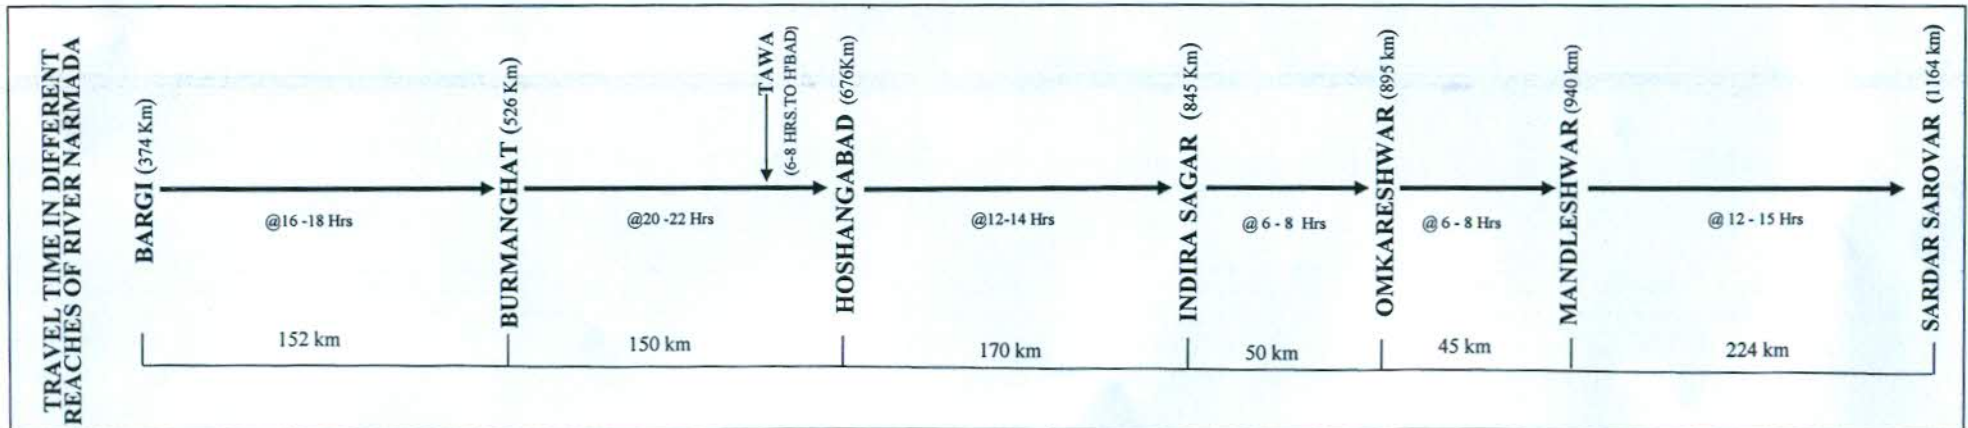 TRAVEL TIME IN DIFFERENT
REACHES OF RIVER NARMADA
BARGI (374 Km)
@16 -18 Hrs
BURMANGHAT (526 Km)
@20 -22 Hrs
TAWA
(6-8 HRS.TO H'BAD)
HOSHANGABAD (676Km)
@12-14 Hrs
INDIRA SAGAR (845 Km)
@ 6 - 8 Hrs
OMKARESHWAR (895 km)
@ 6 - 8 Hrs
MANDLESHWAR (940 km)
@ 12 - 15 Hrs
SARDAR SAROVAR (1164 km)
152 km
150 km
170 km
50 km
45 km
224 km